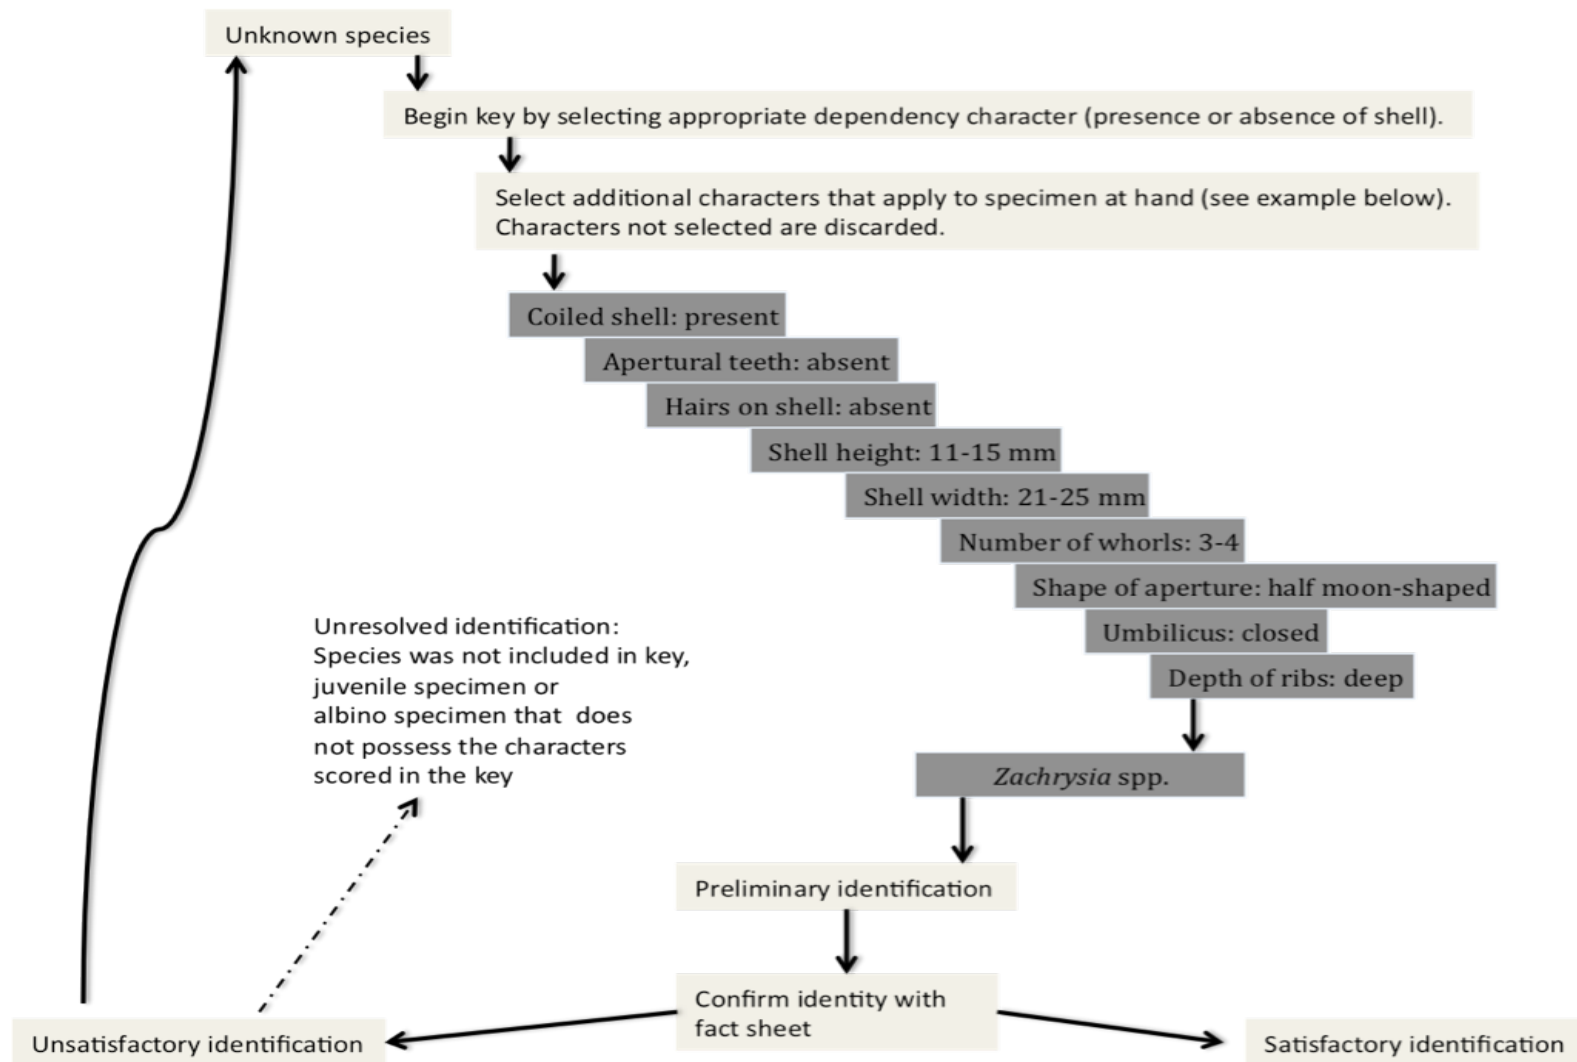 Unknown species
Begin key by selecting appropriate dependency character (presence or absence of shell).
Select additional characters that apply to specimen at hand (see example below).
Characters not selected are discarded.
Coiled shell: present
Apertural teeth: absent
Hairs on shell: absent
Shell height: 11-15 mm
Shell width: 21-25 mm
Number of whorls: 3-4
Shape of aperture: half moon-shaped
Umbilicus: closed
Depth of ribs: deep
Zachrysia spp.
Unresolved identification:
Species was not included in key,
juvenile specimen or
albino specimen that does
not possess the characters
scored in the key
Preliminary identification
Confirm identity with
fact sheet
Unsatisfactory identification
Satisfactory identification